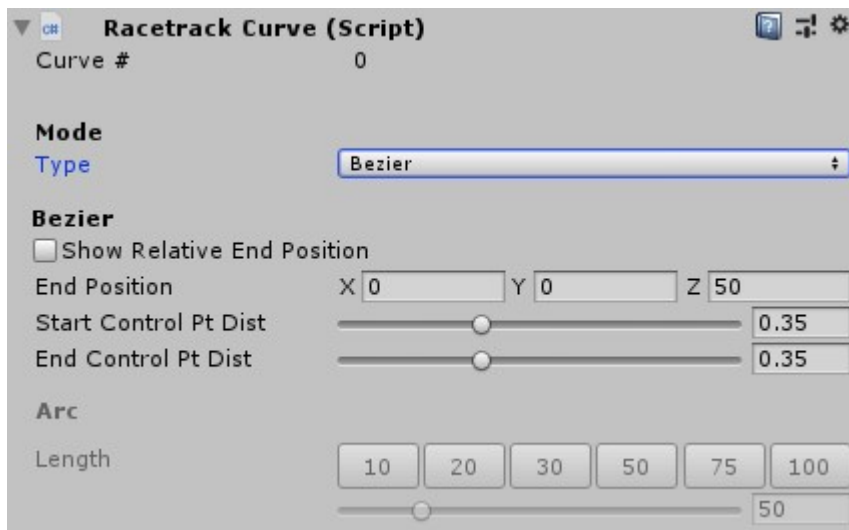 c# Racetrack Curve (Script)
Curve # 0
Mode
Type Bezier
Bezier
Show Relative End Position
End Position X 0 Y 0 Z 50
Start Control Pt Dist 0.35
End Control Pt Dist 0.35
Arc
Length 10 20 30 50 75 100
50